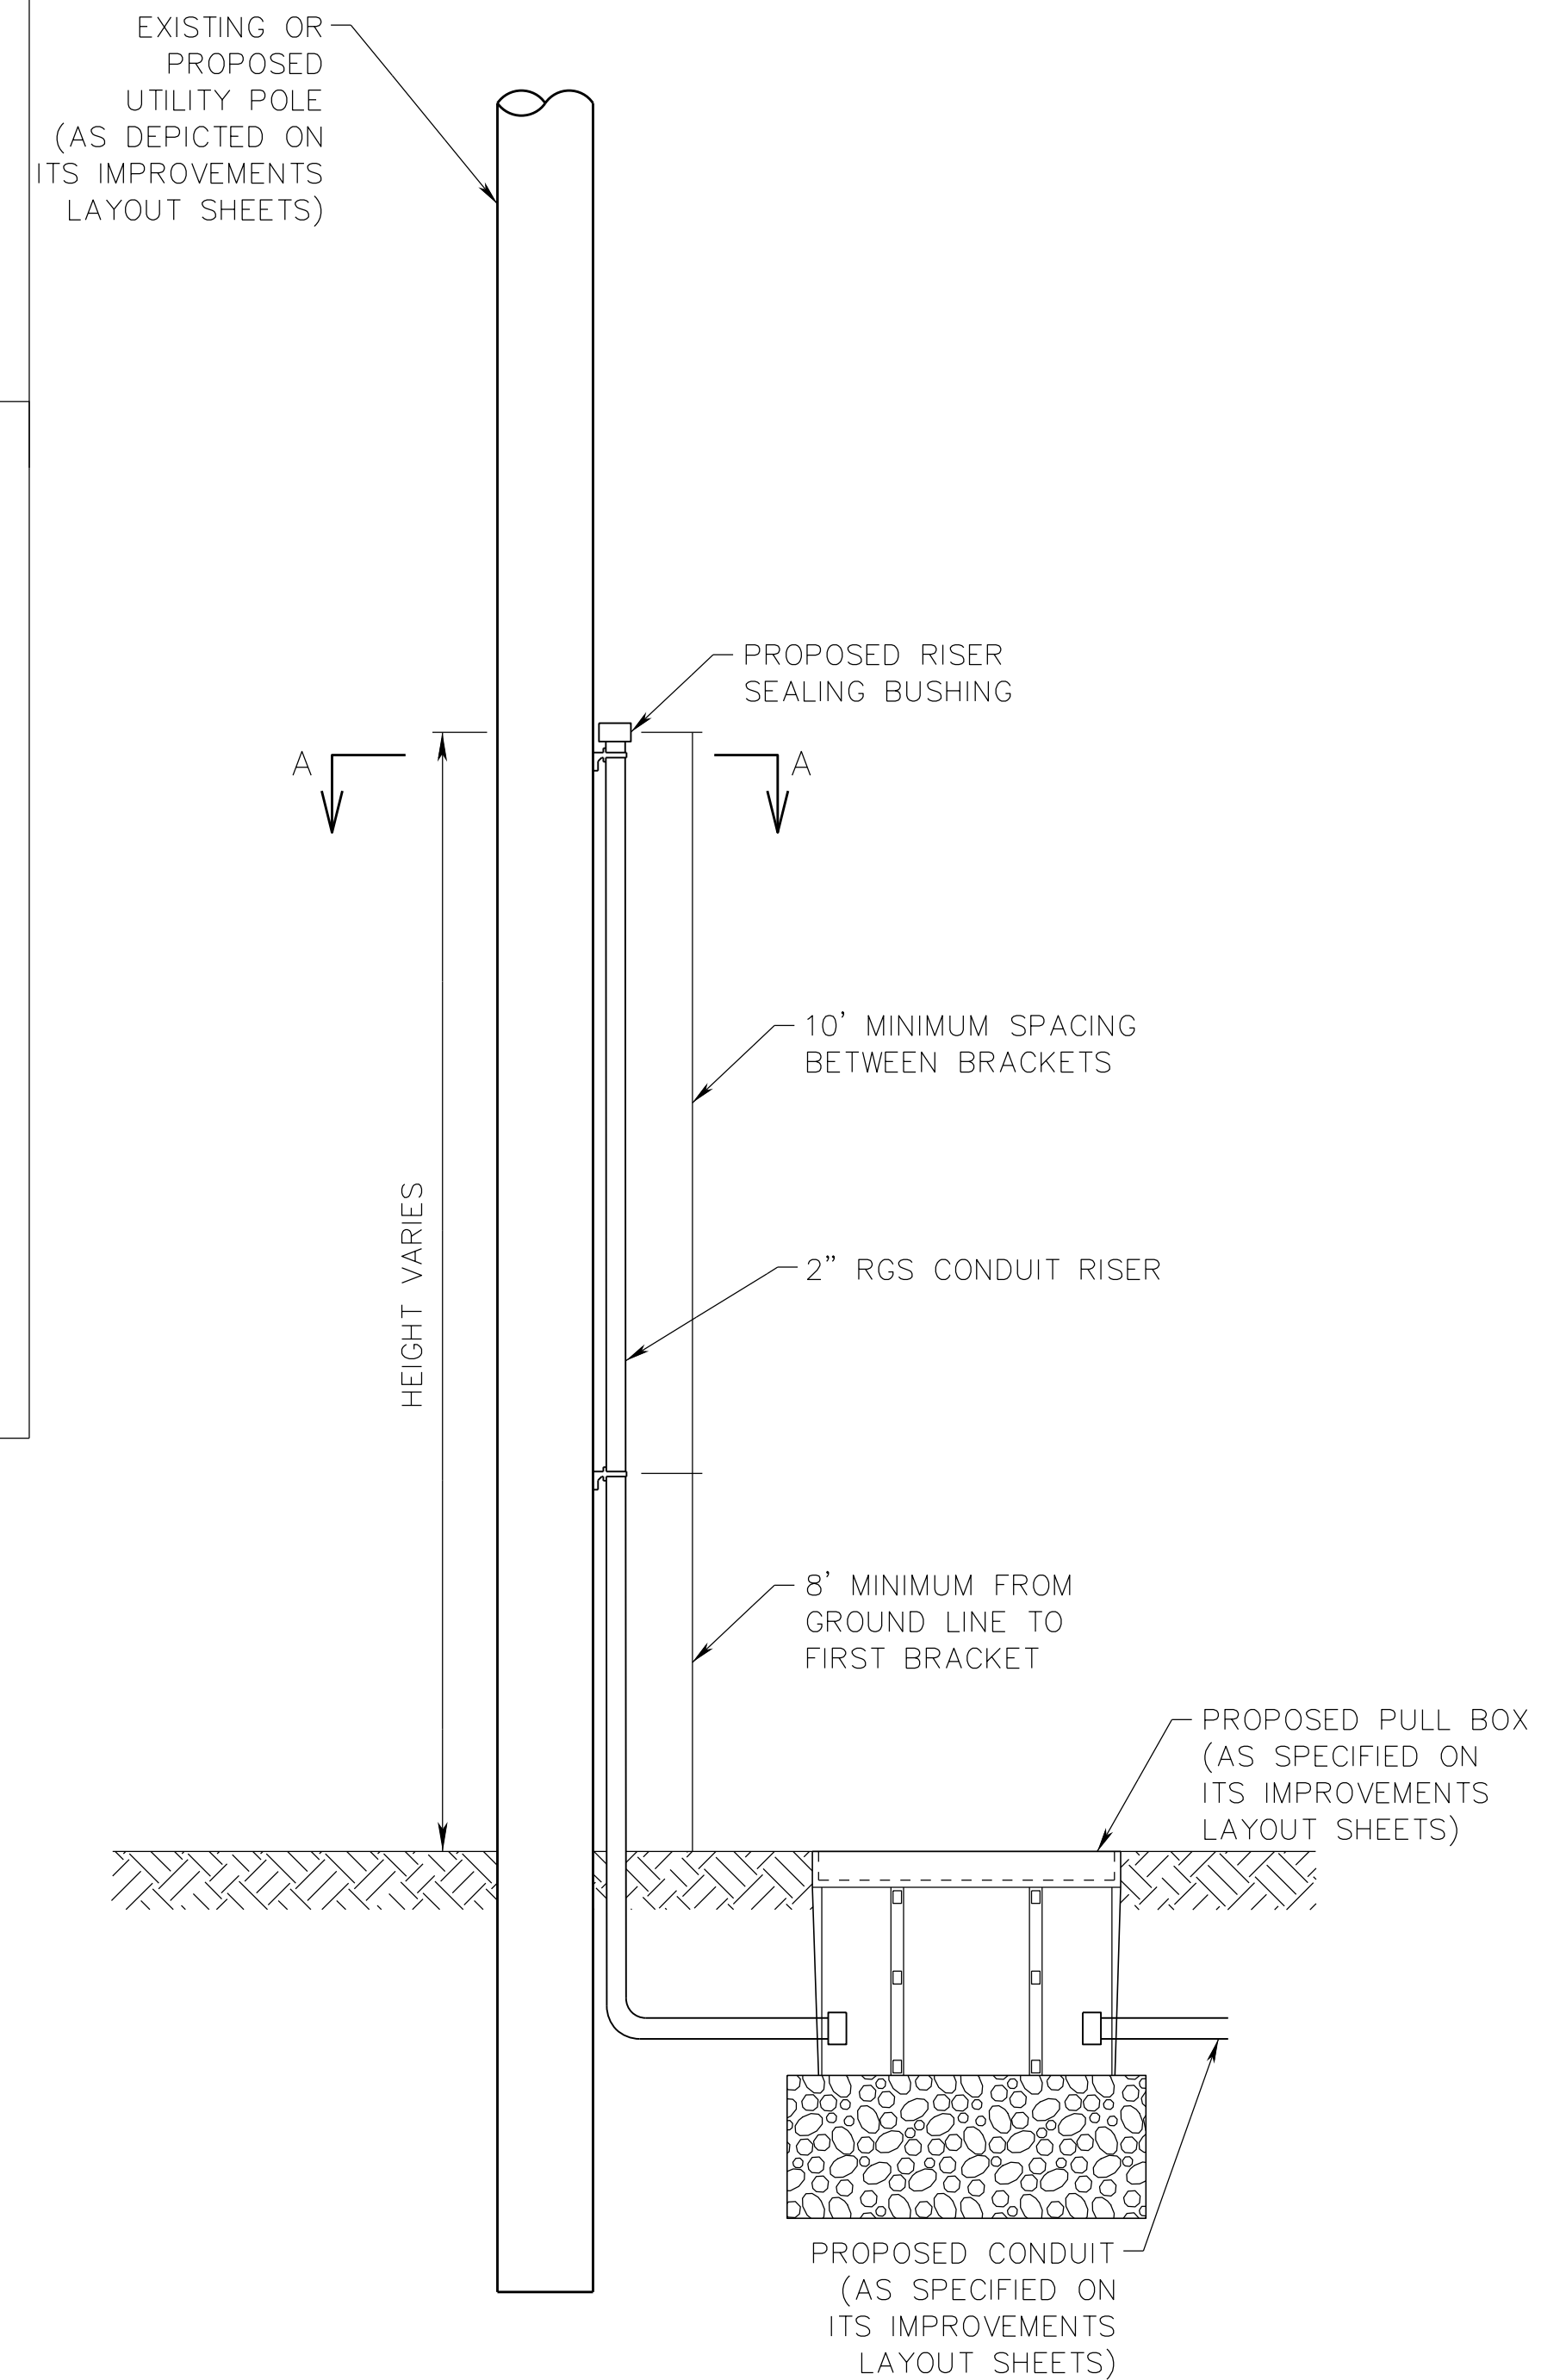 EXISTING OR
PROPOSED
UTILITY POLE
(AS DEPICTED ON
ITS IMPROVEMENTS
LAYOUT SHEETS)
PROPOSED RISER
SEALING BUSHING
A
A
10' MINIMUM SPACING
BETWEEN BRACKETS
HEIGHT VARIES
2" RGS CONDUIT RISER
8' MINIMUM FROM
GROUND LINE TO
FIRST BRACKET
PROPOSED PULL BOX
(AS SPECIFIED ON
ITS IMPROVEMENTS
LAYOUT SHEETS)
PROPOSED CONDUIT
(AS SPECIFIED ON
ITS IMPROVEMENTS
LAYOUT SHEETS)